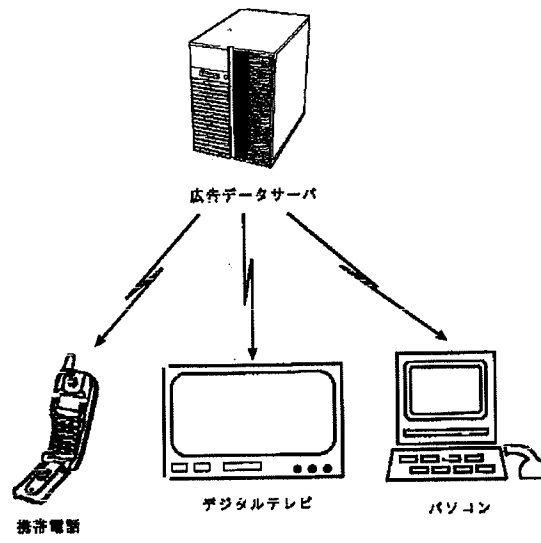 広告データサーバ
デジタルテレビ
パソコン
携帯電話